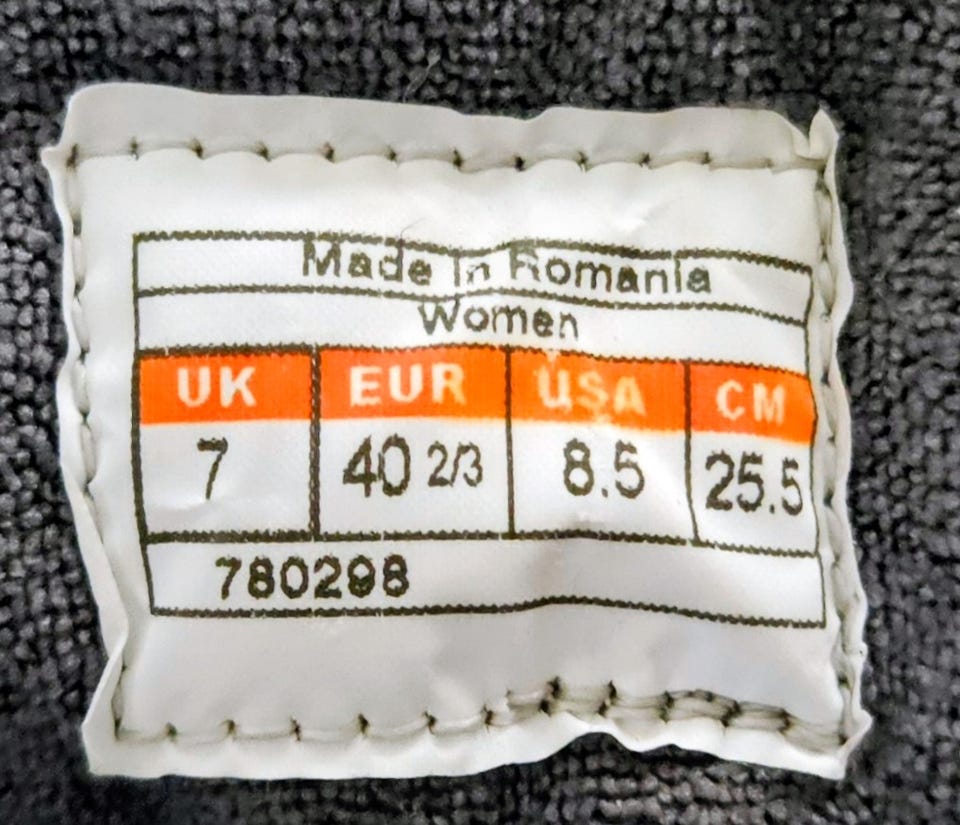 Made In Romania
Women
UK EUR USA CM
7 40 2/3 8.5 25.5
780298